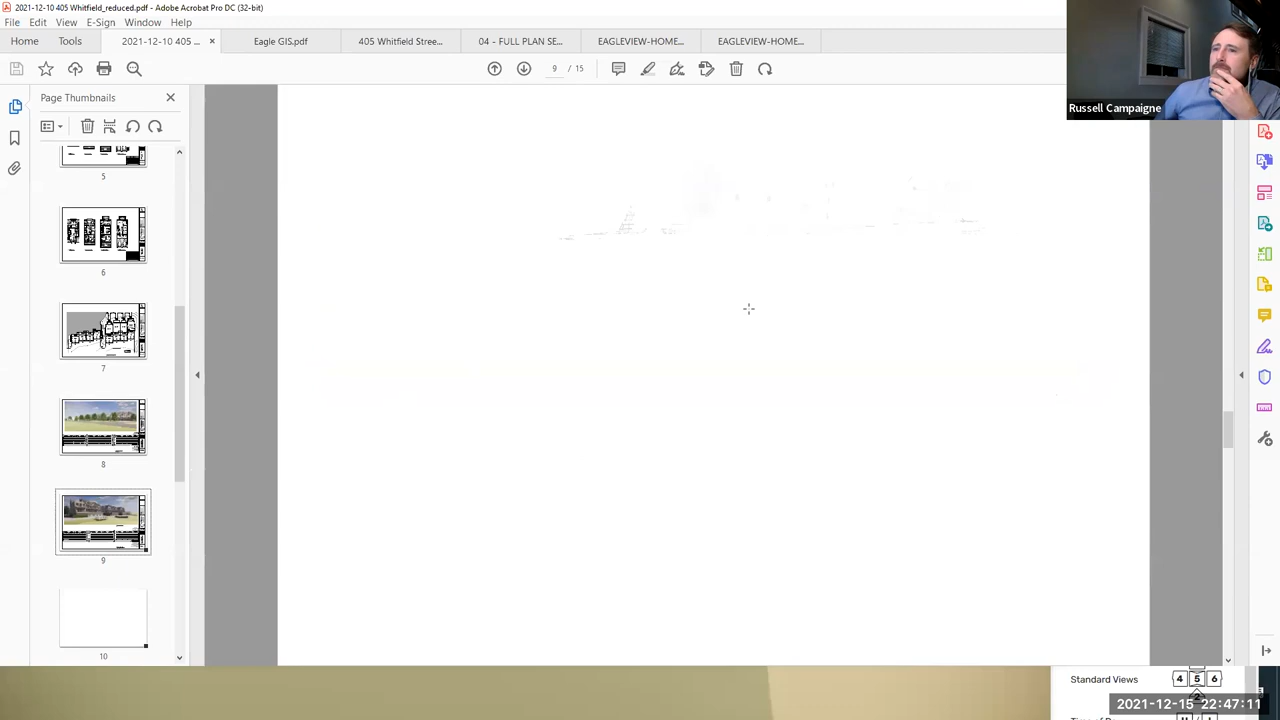 2021-12-10 405 Whitfield_reduced.pdf - Adobe Acrobat Pro DC (32-bit)
File Edit View E-Sign Window Help
Home Tools 2021-12-10 405 ... × Eagle GIS.pdf 405 Whitfield Stree... 04 - FULL PLAN SE... EAGLEVIEW-HOME... EAGLEVIEW-HOME...
9 / 15
Russell Campaigne
Page Thumbnails
5
6
7
8
9
10
Standard Views 4 5 6
2
2021-12-15 22:47:11